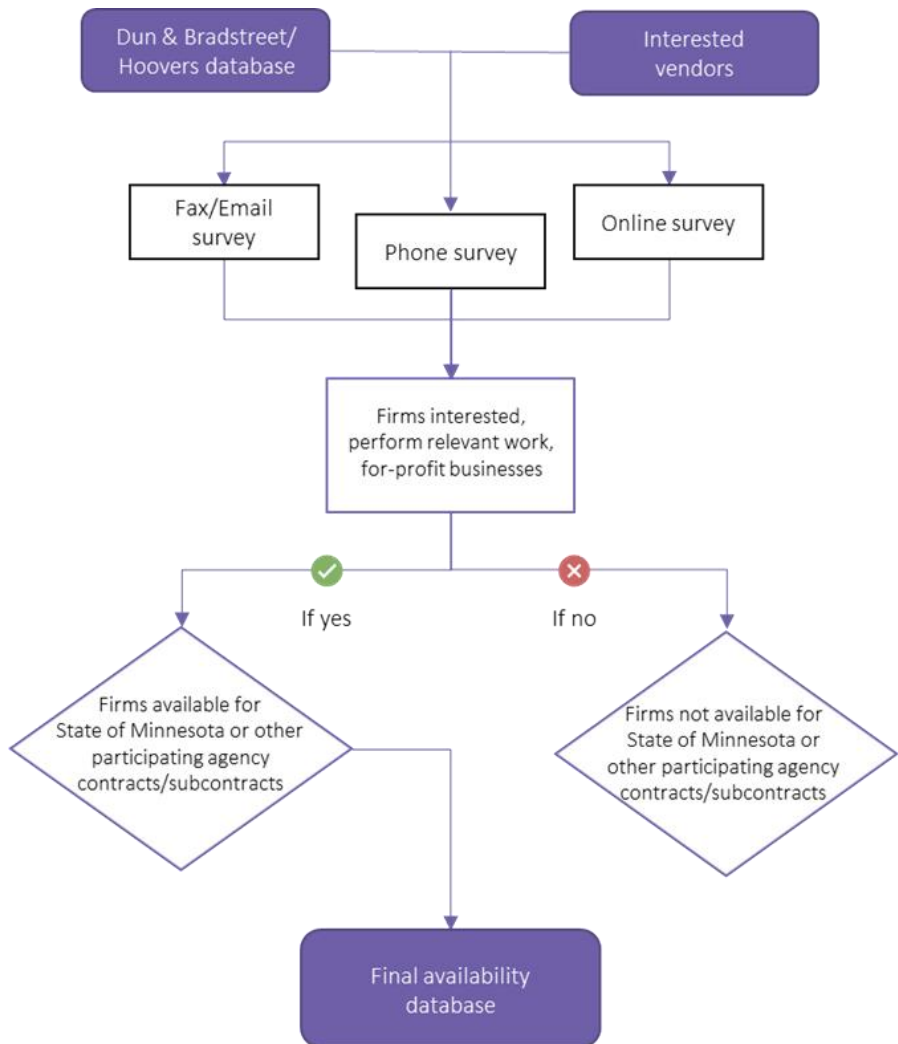 Dun & Bradstreet/
Hoovers database
Interested
vendors
Fax/Email
survey
Phone survey
Online survey
Firms interested,
perform relevant work,
for-profit businesses
If yes
If no
Firms available for
State of Minnesota or other
participating agency
contracts/subcontracts
Firms not available for
State of Minnesota or
other participating agency
contracts/subcontracts
Final availability
database